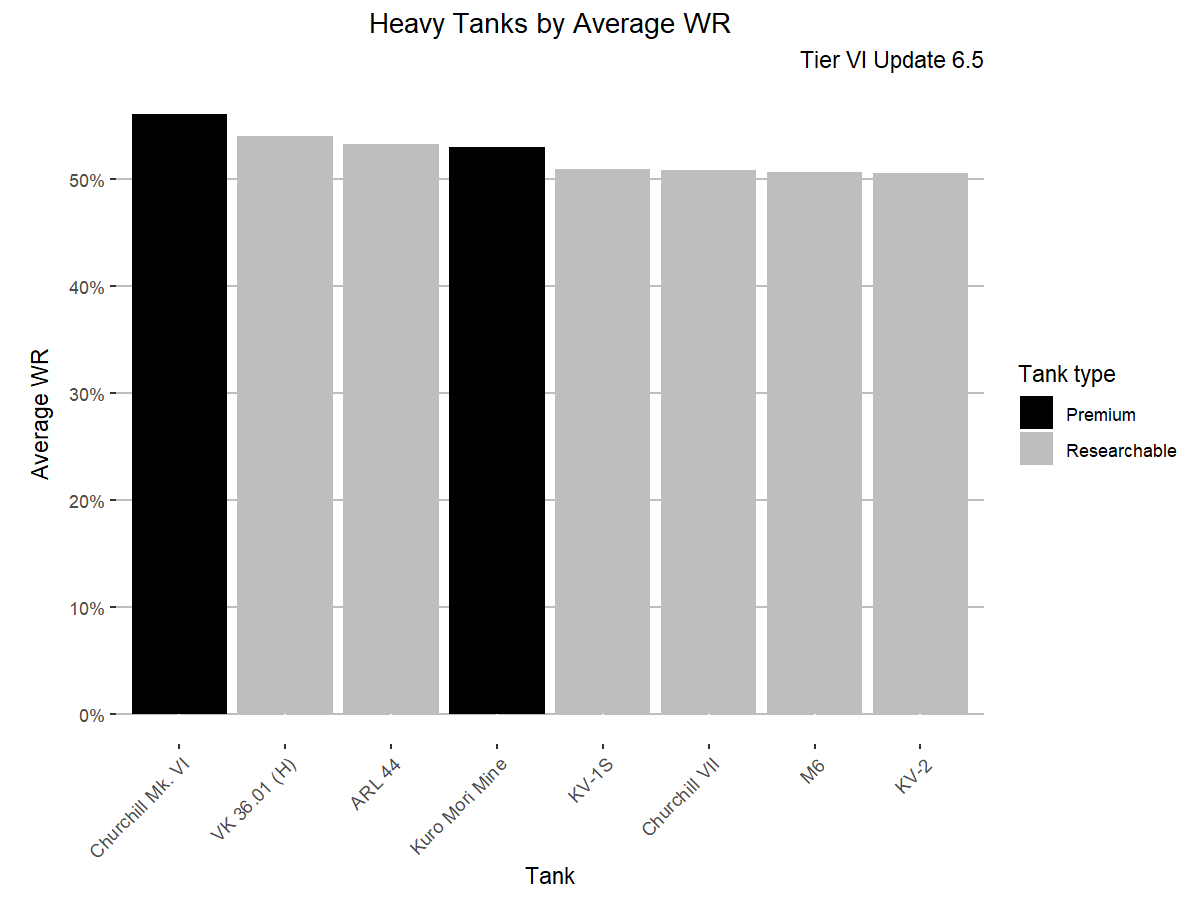 Heavy Tanks by Average WR
Tier VI Update 6.5
Average WR
50%
40%
30%
20%
10%
0%
Churchill Mk. VI
VK 36.01 (H)
ARL 44
Kuro Mori Mine
KV-1S
Churchill VII
M6
KV-2
Tank
Tank type
Premium
Researchable